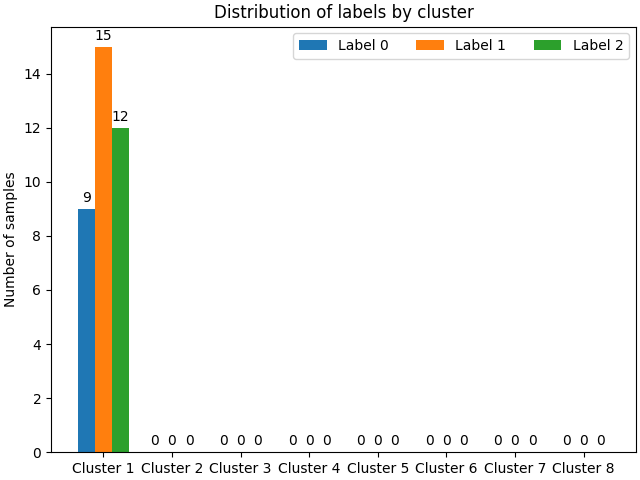 Distribution of labels by cluster
Label 0 Label 1 Label 2
Number of samples
14
12
10
8
6
4
2
0
15
12
9
0 0 0 0 0 0 0 0 0 0 0 0 0 0 0 0 0 0 0 0 0
Cluster 1 Cluster 2 Cluster 3 Cluster 4 Cluster 5 Cluster 6 Cluster 7 Cluster 8